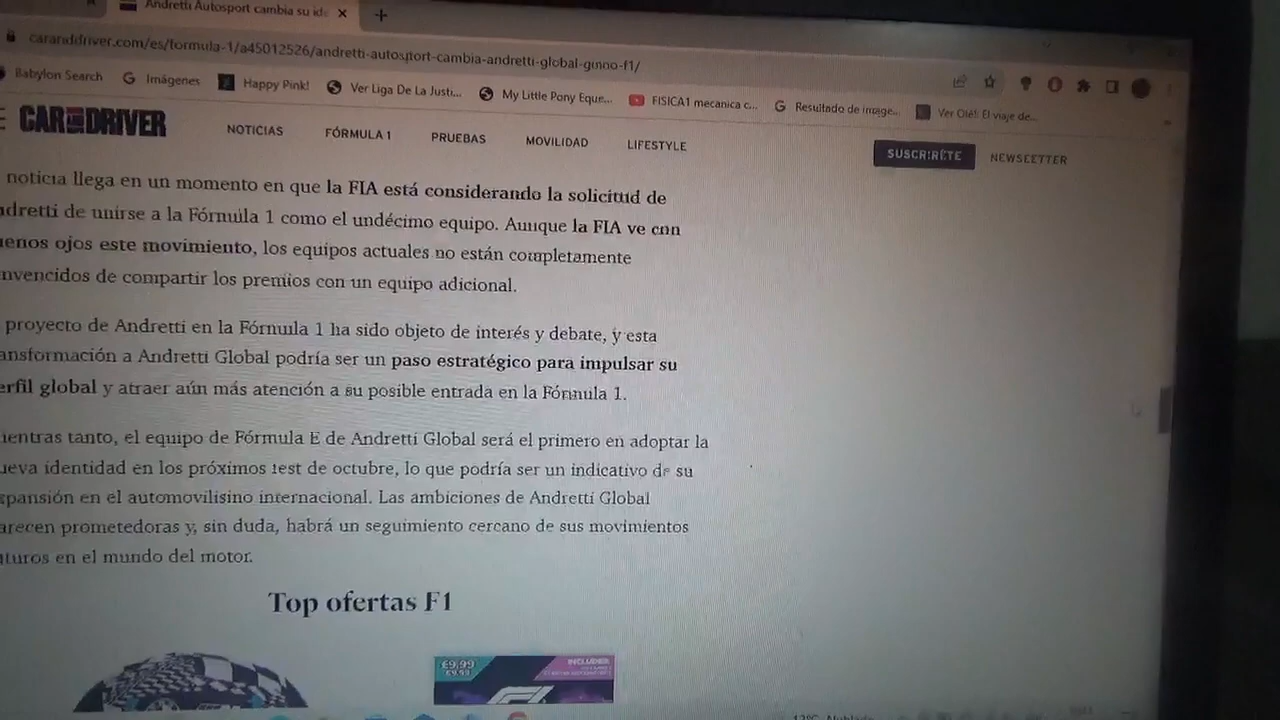 Andretti Autosport cambia su ide
caranddriver.com/es/formula-1/a45012526/andretti-autosport-cambia-andretti-global-guino-f1/
Babylon Search
Imágenes
Happy Pink!
Ver Liga De La Justi...
My Little Pony Eque...
FISICA1 mecanica c...
Resultado de image...
Ver Olé! El viaje de...
CAR AND DRIVER
NOTICIAS
FÓRMULA 1
PRUEBAS
MOVILIDAD
LIFESTYLE
SUSCRÍBETE
NEWSLETTER
noticia llega en un momento en que la FIA está considerando la solicitud de
ndretti de unirse a la Fórmula 1 como el undécimo equipo. Aunque la FIA ve con
uenos ojos este movimiento, los equipos actuales no están completamente
nvencidos de compartir los premios con un equipo adicional.
proyecto de Andretti en la Fórmula 1 ha sido objeto de interés y debate, y esta
ansformación a Andretti Global podría ser un paso estratégico para impulsar su
erfil global y atraer aún más atención a su posible entrada en la Fórmula 1.
ientras tanto, el equipo de Fórmula E de Andretti Global será el primero en adoptar la
ueva identidad en los próximos test de octubre, lo que podría ser un indicativo de su
xpansión en el automovilismo internacional. Las ambiciones de Andretti Global
arecen prometedoras y, sin duda, habrá un seguimiento cercano de sus movimientos
uturos en el mundo del motor.
Top ofertas F1
£9.99
INCLUDES
F1
12°C Nublado